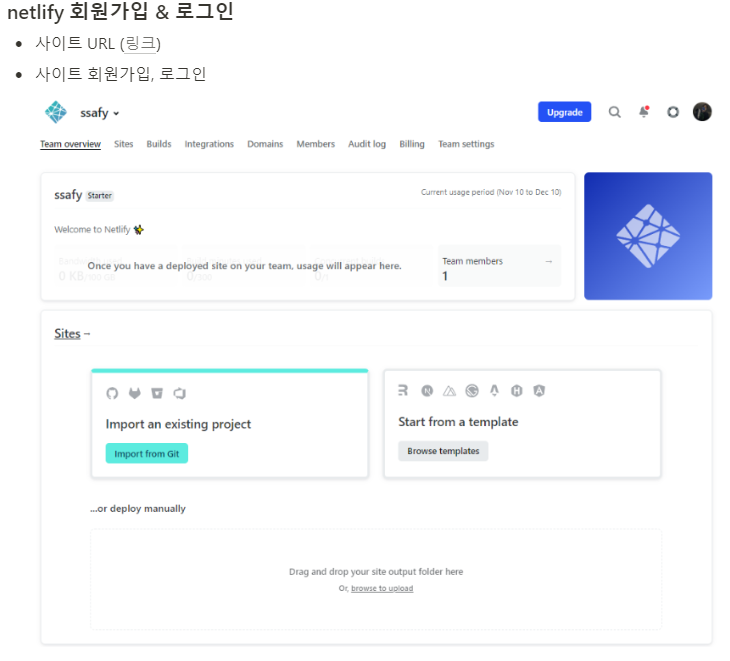 netlify 회원가입 & 로그인
• 사이트 URL (링크)
• 사이트 회원가입, 로그인
ssafy
Upgrade
Team overview Sites Builds Integrations Domains Members Audit log Billing Team settings
ssafy Starter
Current usage period (Nov 10 to Dec 10)
Welcome to Netlify ✨
Once you have a deployed site on your team, usage will appear here.
Team members →
1
Sites →
Import an existing project
Import from Git
Start from a template
Browse templates
...or deploy manually
Drag and drop your site output folder here
Or, browse to upload